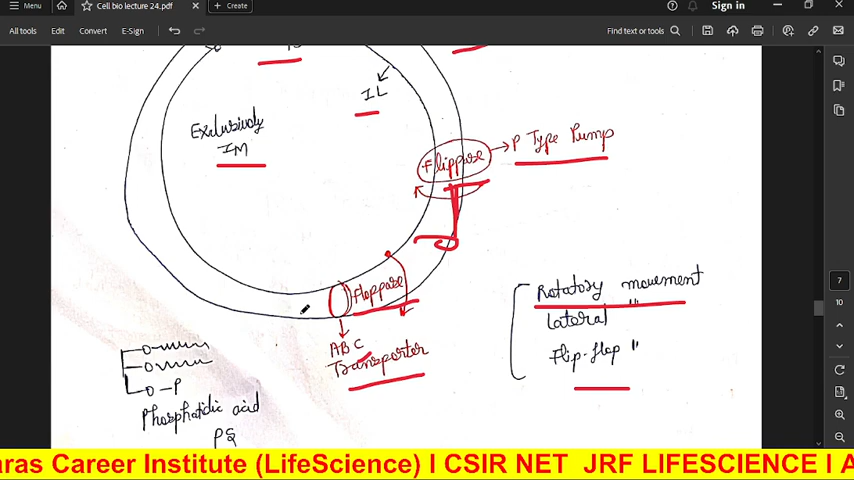 Menu
Cell bio lecture 24.pdf
Create
Sign in
All tools
Edit
Convert
E-Sign
Find text or tools
IL
Exclusively
IM
Flippase
P Type Pump
Floppase
ABC
Transporter
Rotatory movement
lateral "
Flip-flop "
O
O
O-P
Phosphatidic acid
PS
7
10
aras Career Institute (LifeScience) I CSIR NET JRF LIFESCIENCE I A